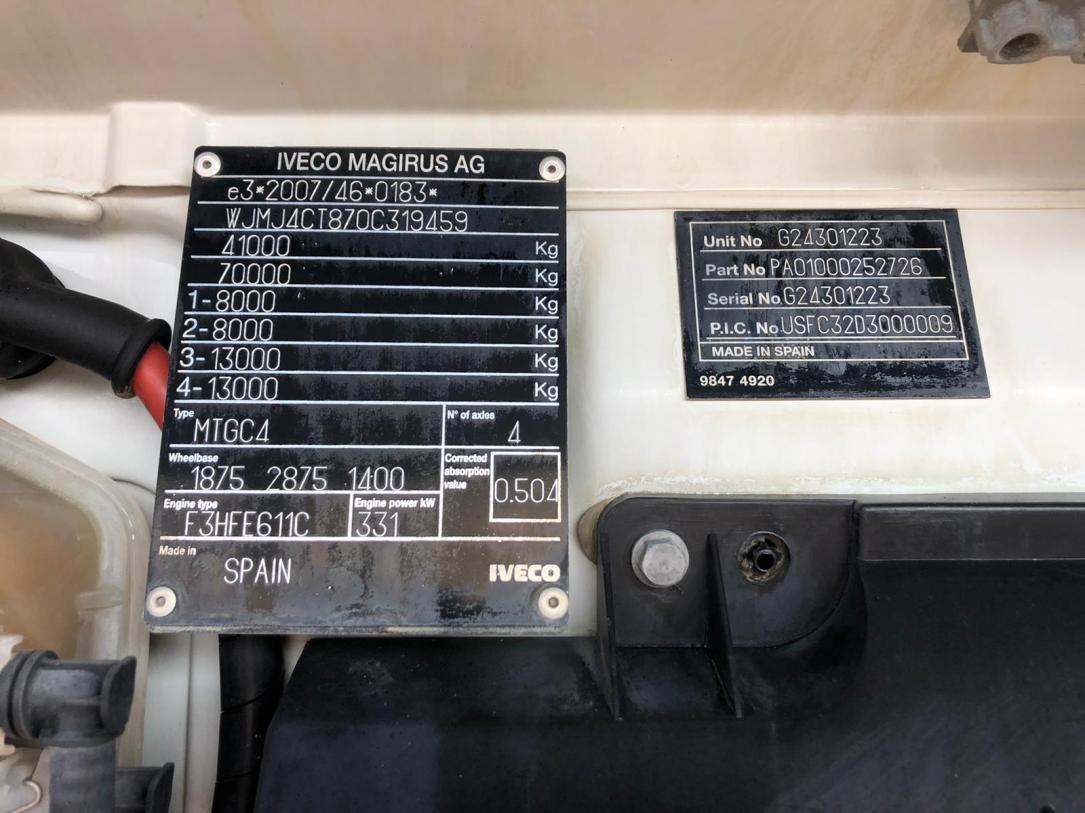 IVECO MAGIRUS AG
e3*2007/46*0183*
WJMJ4CT870C319459
41000 Kg
70000 Kg
1-8000 Kg
2-8000 Kg
3-13000 Kg
4-13000 Kg
Type
MTGC4
N° of axles
4
Wheelbase
1875 2875 1400
Corrected
absorption
value
0.504
Engine type
F3HFE611C
Engine power kW
331
Made in
SPAIN
IVECO
Unit No G24301223
Part No PA01000252726
Serial No. G24301223
P.I.C. No USFC32D3000009
MADE IN SPAIN
9847 4920